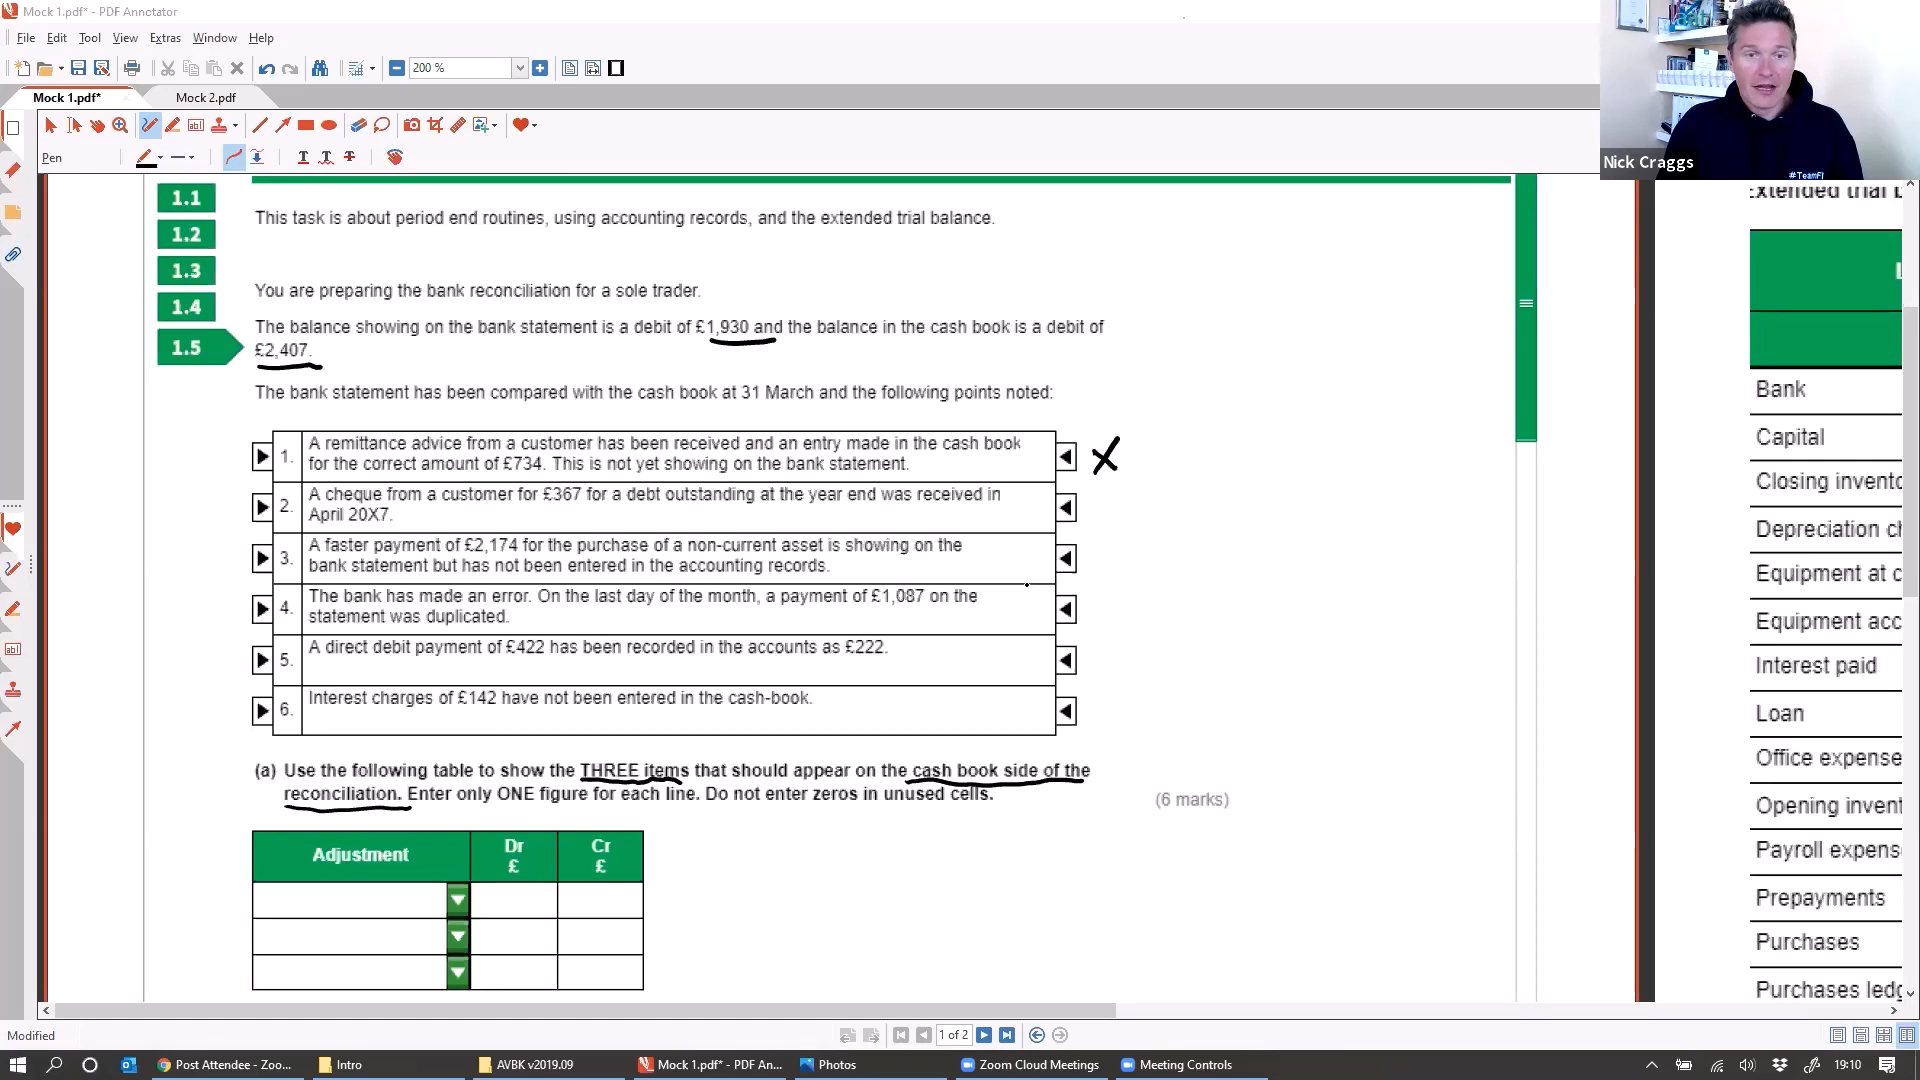 Mock 1.pdf* - PDF Annotator
File Edit Tool View Extras Window Help
200 %
Mock 1.pdf* Mock 2.pdf
Pen
Nick Craggs
#TeamFI
1.1
1.2
1.3
1.4
1.5
This task is about period end routines, using accounting records, and the extended trial balance.
You are preparing the bank reconciliation for a sole trader.
The balance showing on the bank statement is a debit of £1,930 and the balance in the cash book is a debit of
£2,407.
The bank statement has been compared with the cash book at 31 March and the following points noted:
1. A remittance advice from a customer has been received and an entry made in the cash book
for the correct amount of £734. This is not yet showing on the bank statement.
2. A cheque from a customer for £367 for a debt outstanding at the year end was received in
April 20X7.
3. A faster payment of £2,174 for the purchase of a non-current asset is showing on the
bank statement but has not been entered in the accounting records.
4. The bank has made an error. On the last day of the month, a payment of £1,087 on the
statement was duplicated.
5. A direct debit payment of £422 has been recorded in the accounts as £222.
6. Interest charges of £142 have not been entered in the cash-book.
(a) Use the following table to show the THREE items that should appear on the cash book side of the
reconciliation. Enter only ONE figure for each line. Do not enter zeros in unused cells.
(6 marks)
Adjustment Dr £ Cr £
Extended trial b
L
Bank
Capital
Closing invento
Depreciation ch
Equipment at c
Equipment acc
Interest paid
Loan
Office expense
Opening invent
Payroll expens
Prepayments
Purchases
Purchases ledg
Modified
1 of 2
Post Attendee - Zoo... Intro AVBK v2019.09 Mock 1.pdf* - PDF An... Photos Zoom Cloud Meetings Meeting Controls 19:10